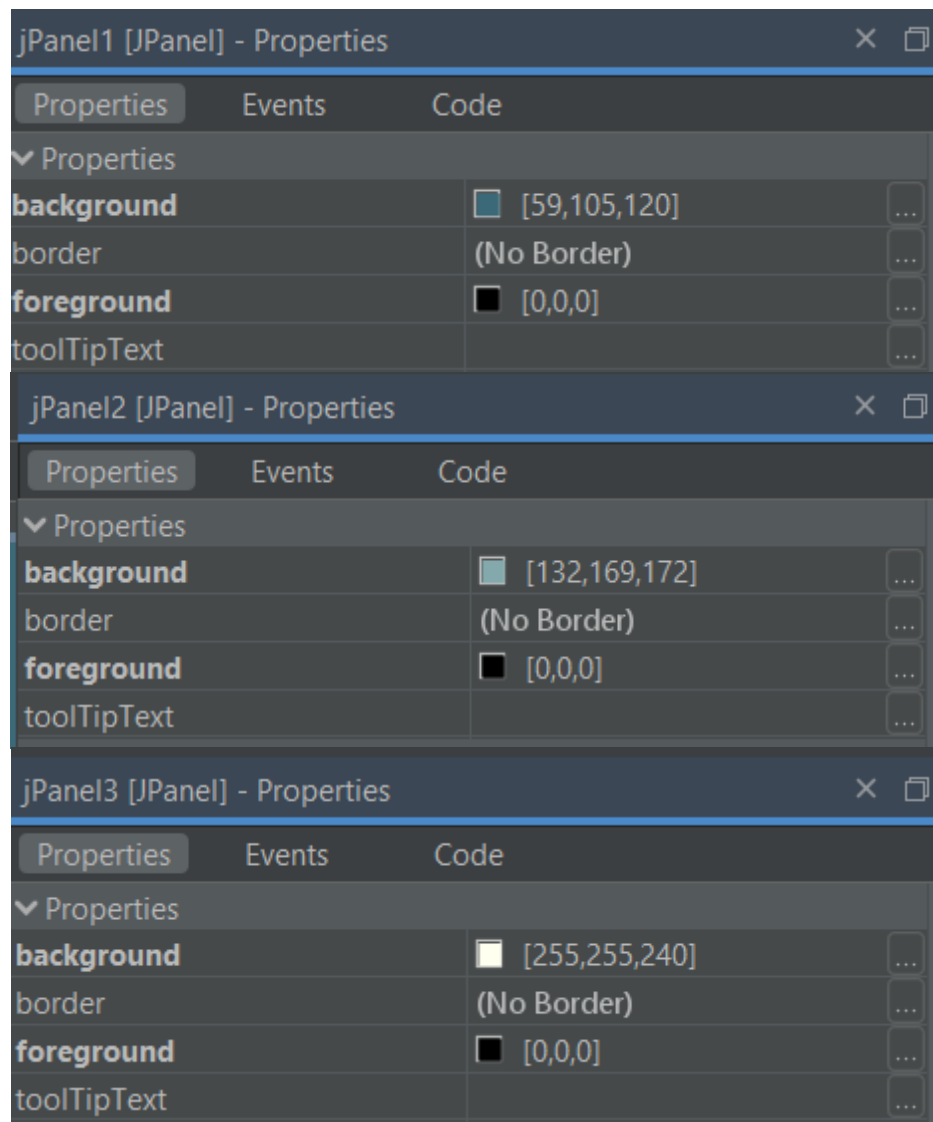 jPanel1 [JPanel] - Properties
Properties Events Code
Properties
background [59,105,120] ...
border (No Border) ...
foreground [0,0,0] ...
toolTipText ...
jPanel2 [JPanel] - Properties
Properties Events Code
Properties
background [132,169,172] ...
border (No Border) ...
foreground [0,0,0] ...
toolTipText ...
jPanel3 [JPanel] - Properties
Properties Events Code
Properties
background [255,255,240] ...
border (No Border) ...
foreground [0,0,0] ...
toolTipText ...